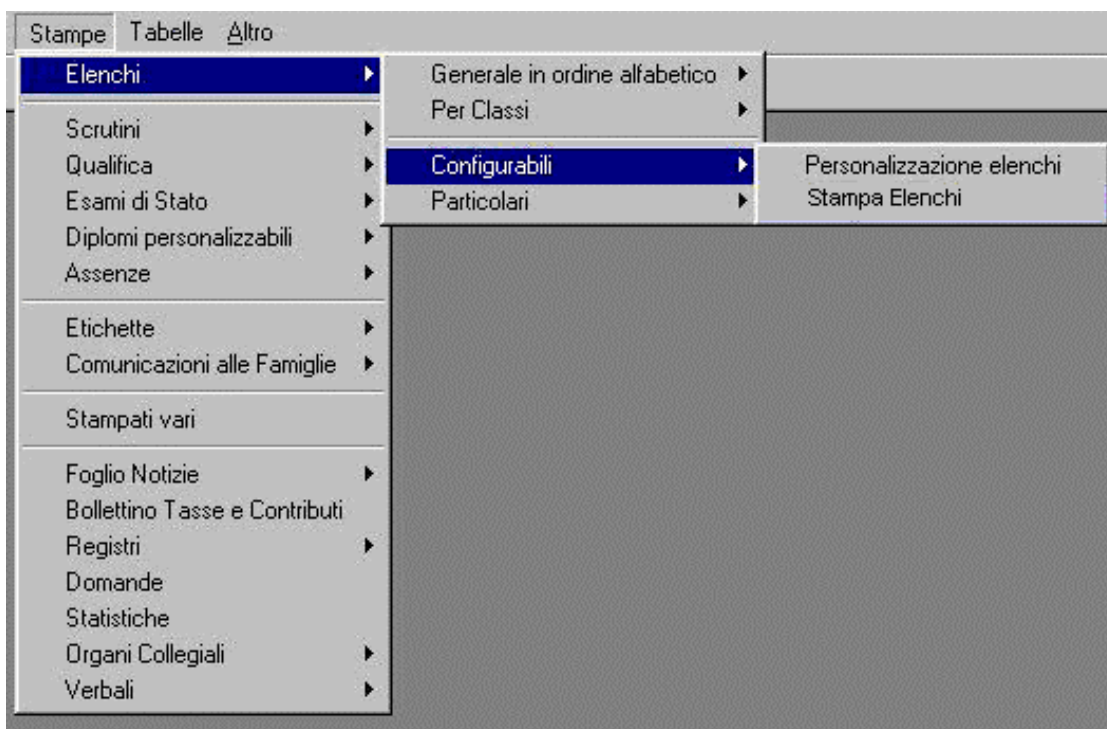 Stampe Tabelle Altro
Elenchi
Scrutini
Qualifica
Esami di Stato
Diplomi personalizzabili
Assenze
Etichette
Comunicazioni alle Famiglie
Stampati vari
Foglio Notizie
Bollettino Tasse e Contributi
Registri
Domande
Statistiche
Organi Collegiali
Verbali
Generale in ordine alfabetico
Per Classi
Configurabili
Particolari
Personalizzazione elenchi
Stampa Elenchi